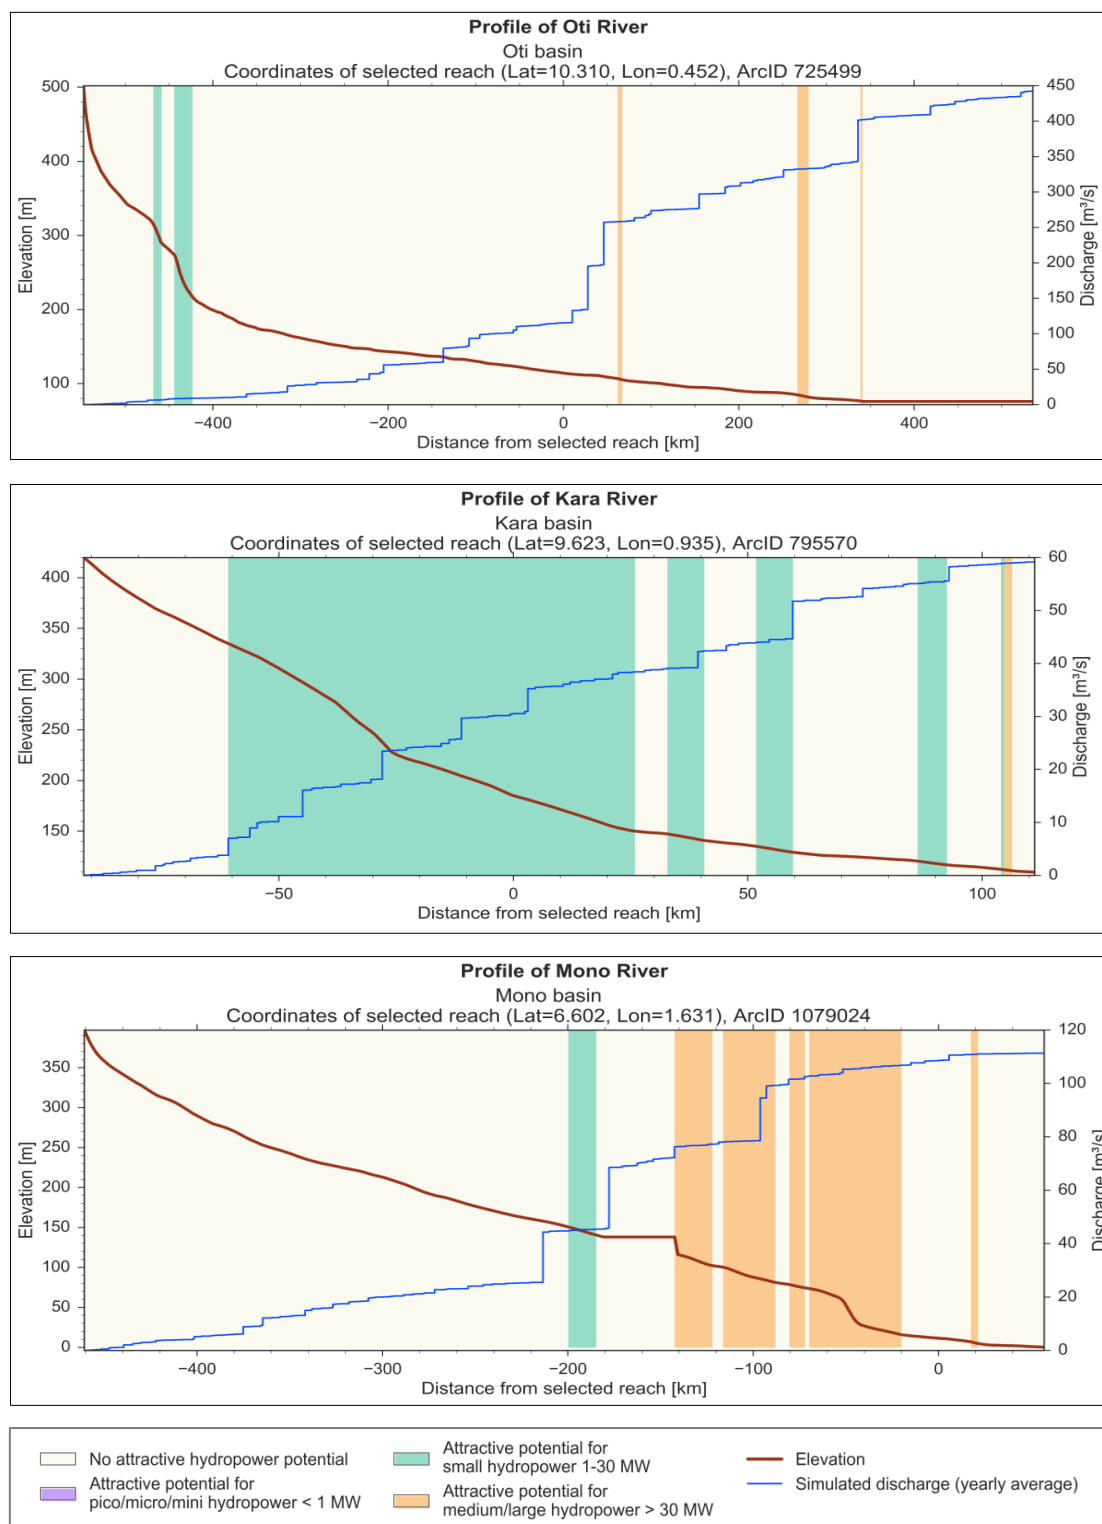 Profile of Oti River
Oti basin
Coordinates of selected reach (Lat=10.310, Lon=0.452), ArcID 725499
500
400
300
200
100
Elevation [m]
450
400
350
300
250
200
150
100
50
0
Discharge [m³/s]
−400
−200
0
200
400
Distance from selected reach [km]
Profile of Kara River
Kara basin
Coordinates of selected reach (Lat=9.623, Lon=0.935), ArcID 795570
400
350
300
250
200
150
Elevation [m]
60
50
40
30
20
10
0
Discharge [m³/s]
−50
0
50
100
Distance from selected reach [km]
Profile of Mono River
Mono basin
Coordinates of selected reach (Lat=6.602, Lon=1.631), ArcID 1079024
350
300
250
200
150
100
50
0
Elevation [m]
120
100
80
60
40
20
0
Discharge [m³/s]
−400
−300
−200
−100
0
Distance from selected reach [km]
No attractive hydropower potential
Attractive potential for
pico/micro/mini hydropower < 1 MW
Attractive potential for
small hydropower 1-30 MW
Attractive potential for
medium/large hydropower > 30 MW
Elevation
Simulated discharge (yearly average)